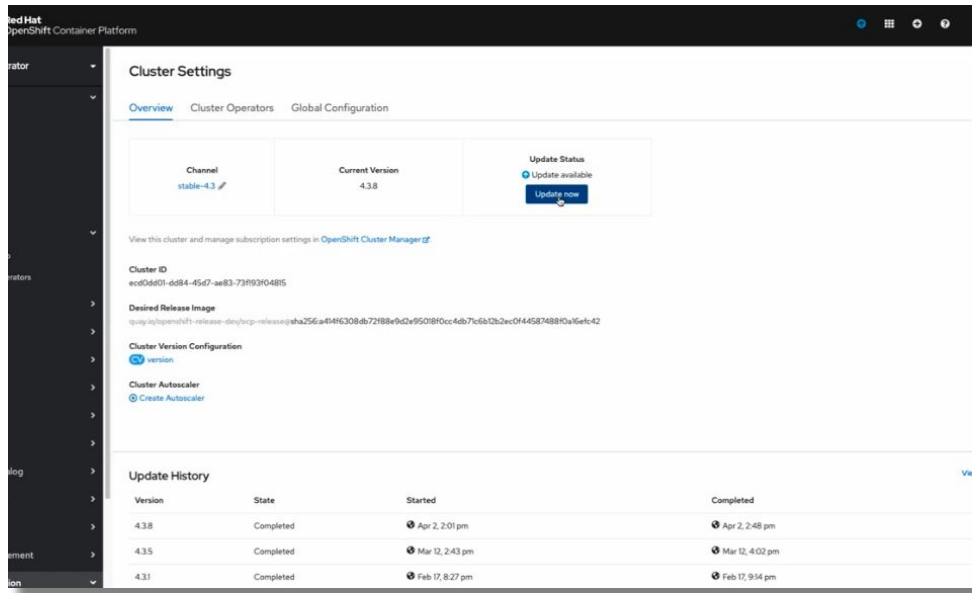 Red Hat
OpenShift Container Platform
rator
Cluster Settings
Overview Cluster Operators Global Configuration
Channel
stable-4.3
Current Version
4.3.8
Update Status
Update available
Update now
View this cluster and manage subscription settings in OpenShift Cluster Manager
Cluster ID
ecd0dd01-dd84-45d7-ae83-73f193f04815
Desired Release Image
quay.io/openshift-release-dev/ocp-release@sha256:a414f6308db72f88e9d2e95018f0cc4db71c6b12b2ec0f44587488f0a16efc42
Cluster Version Configuration
CV version
Cluster Autoscaler
Create Autoscaler
erators
alog
ement
ion
Update History
Vie
Version State Started Completed
4.3.8 Completed Apr 2, 2:01 pm Apr 2, 2:48 pm
4.3.5 Completed Mar 12, 2:43 pm Mar 12, 4:02 pm
4.3.1 Completed Feb 17, 8:27 pm Feb 17, 9:14 pm